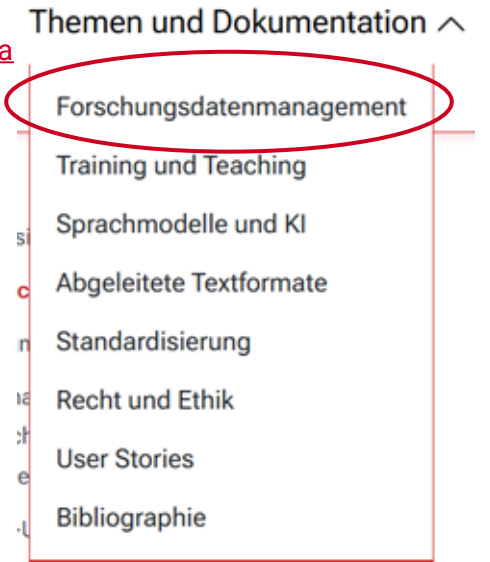 Themen und Dokumentation
Forschungsdatenmanagement
Training und Teaching
Sprachmodelle und KI
Abgeleitete Textformate
Standardisierung
Recht und Ethik
User Stories
Bibliographie